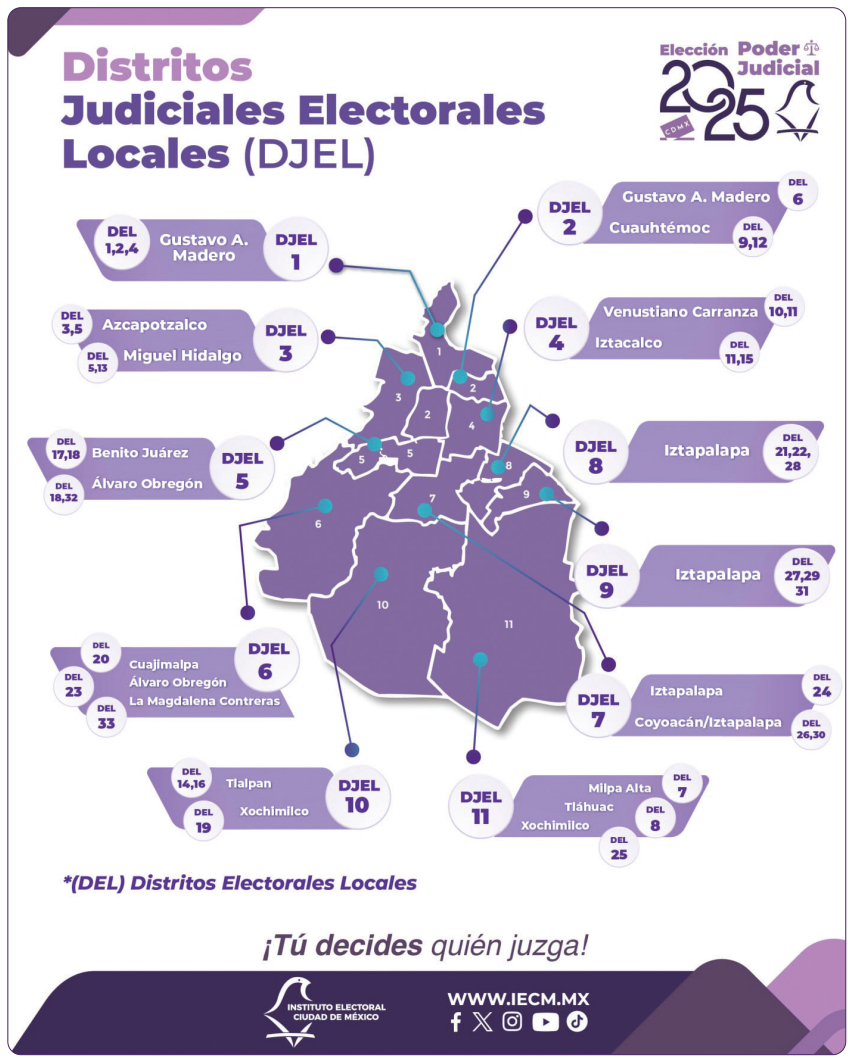 Distritos
Judiciales Electorales
Locales (DJEL)
Elección Poder
Judicial
2025
CDMX
DEL
1,2,4
Gustavo A.
Madero
DJEL
1
DJEL
2
Gustavo A. Madero
DEL
6
Cuauhtémoc
DEL
9,12
DEL
3,5
Azcapotzalco
DEL
5,13
Miguel Hidalgo
DJEL
3
DJEL
4
Venustiano Carranza
DEL
10,11
Iztacalco
DEL
11,15
DEL
17,18
Benito Juárez
DEL
18,32
Álvaro Obregón
DJEL
5
DJEL
8
Iztapalapa
DEL
21,22,
28
DJEL
9
Iztapalapa
DEL
27,29
31
1
2
3
2
4
5
5
5
8
9
7
6
10
11
DEL
20
Cuajimalpa
DEL
23
Álvaro Obregón
DEL
33
La Magdalena Contreras
DJEL
6
DJEL
7
Iztapalapa
DEL
24
Coyoacán/Iztapalapa
DEL
26,30
DEL
14,16
Tlalpan
DEL
19
Xochimilco
DJEL
10
DJEL
11
Milpa Alta
DEL
7
Tláhuac
DEL
8
Xochimilco
DEL
25
*(DEL) Distritos Electorales Locales
¡Tú decides quién juzga!
INSTITUTO ELECTORAL
CIUDAD DE MÉXICO
WWW.IECM.MX